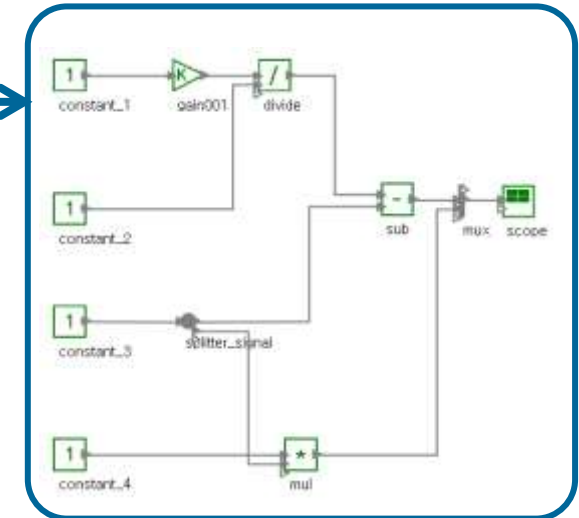 1
K
/
constant_1
gain001
divide
1
constant_2
-
sub
mux
scope
1
constant_3
splitter_signal
1
*
constant_4
mul